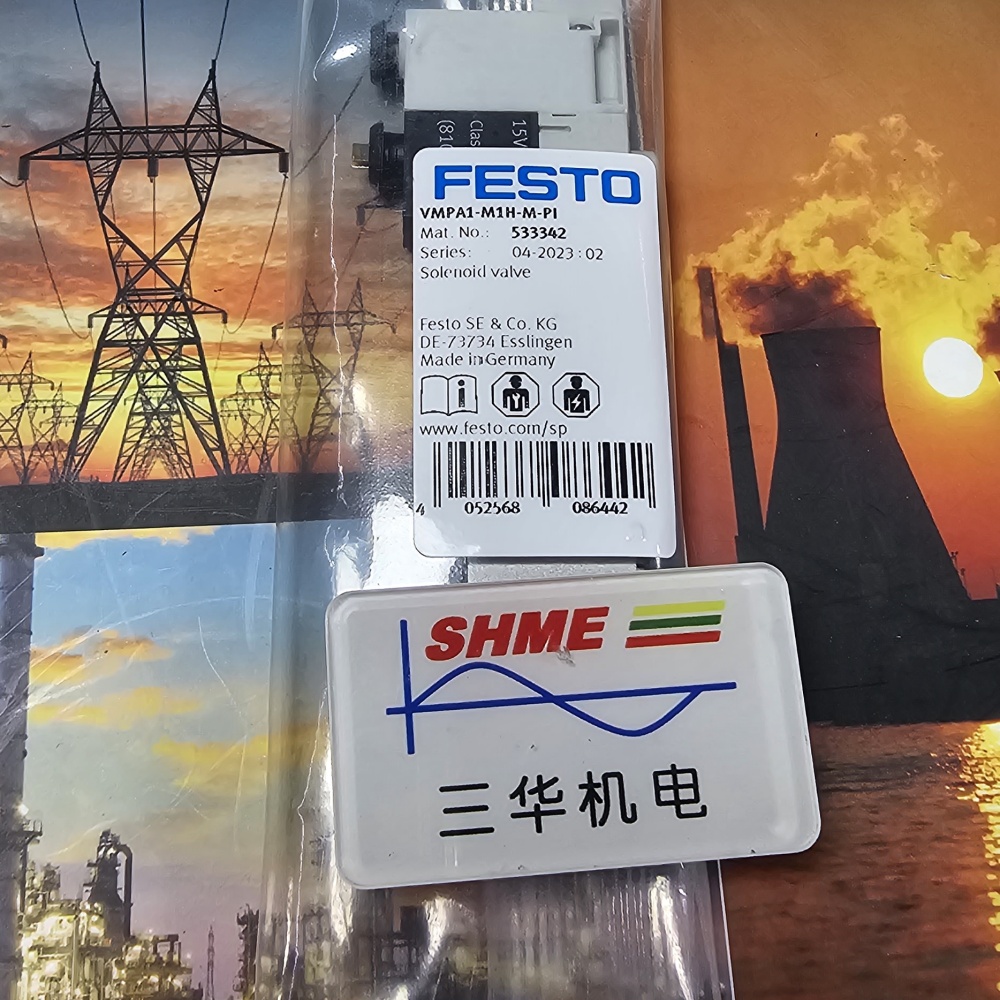 15V
Clas
(810
FESTO
VMPA1-M1H-M-PI
Mat. No.: 533342
Series: 04-2023 : 02
Solenoid valve
Festo SE & Co. KG
DE-73734 Esslingen
Made in Germany
www.festo.com/sp
4 052568 086442
SHME
三华机电